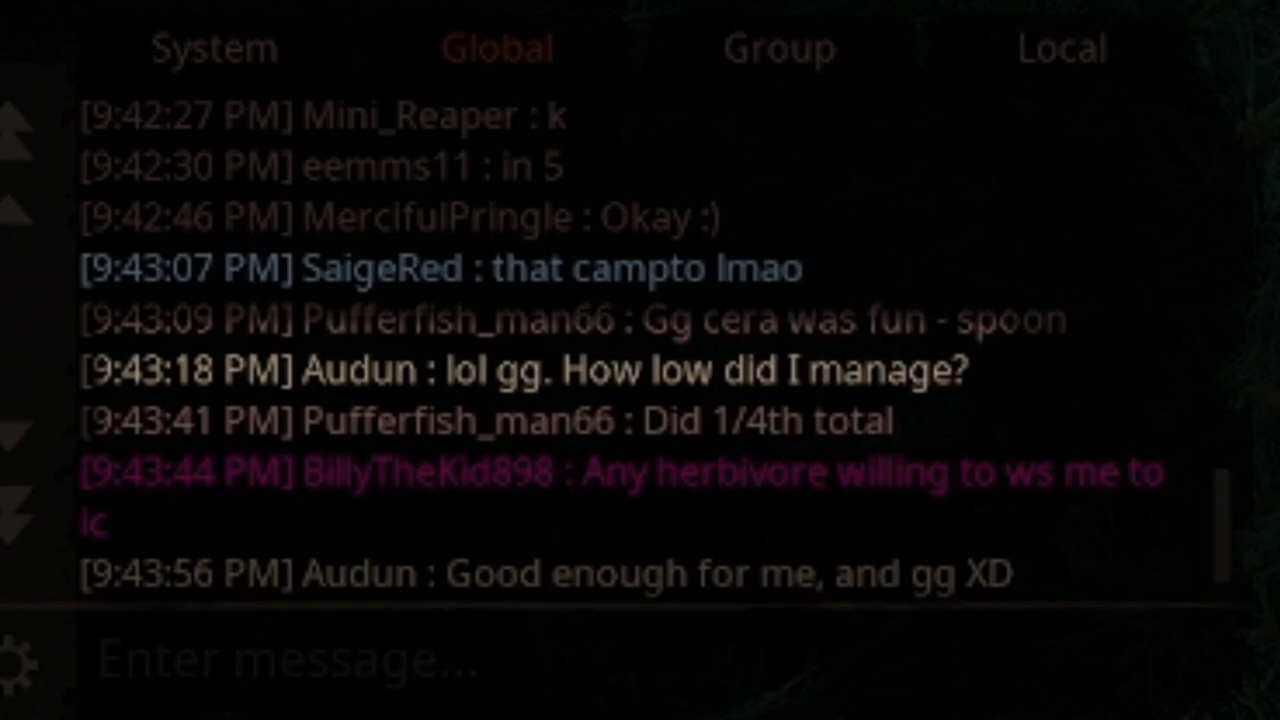 System Global Group Local
[9:42:27 PM] Mini_Reaper : k
[9:42:30 PM] eemms11 : in 5
[9:42:46 PM] MercifulPringle : Okay :)
[9:43:07 PM] SaigeRed : that campto lmao
[9:43:09 PM] Pufferfish_man66 : Gg cera was fun - spoon
[9:43:18 PM] Audun : lol gg. How low did I manage?
[9:43:41 PM] Pufferfish_man66 : Did 1/4th total
[9:43:44 PM] BillyTheKid898 : Any herbivore willing to ws me to
ic
[9:43:56 PM] Audun : Good enough for me, and gg XD
Enter message...